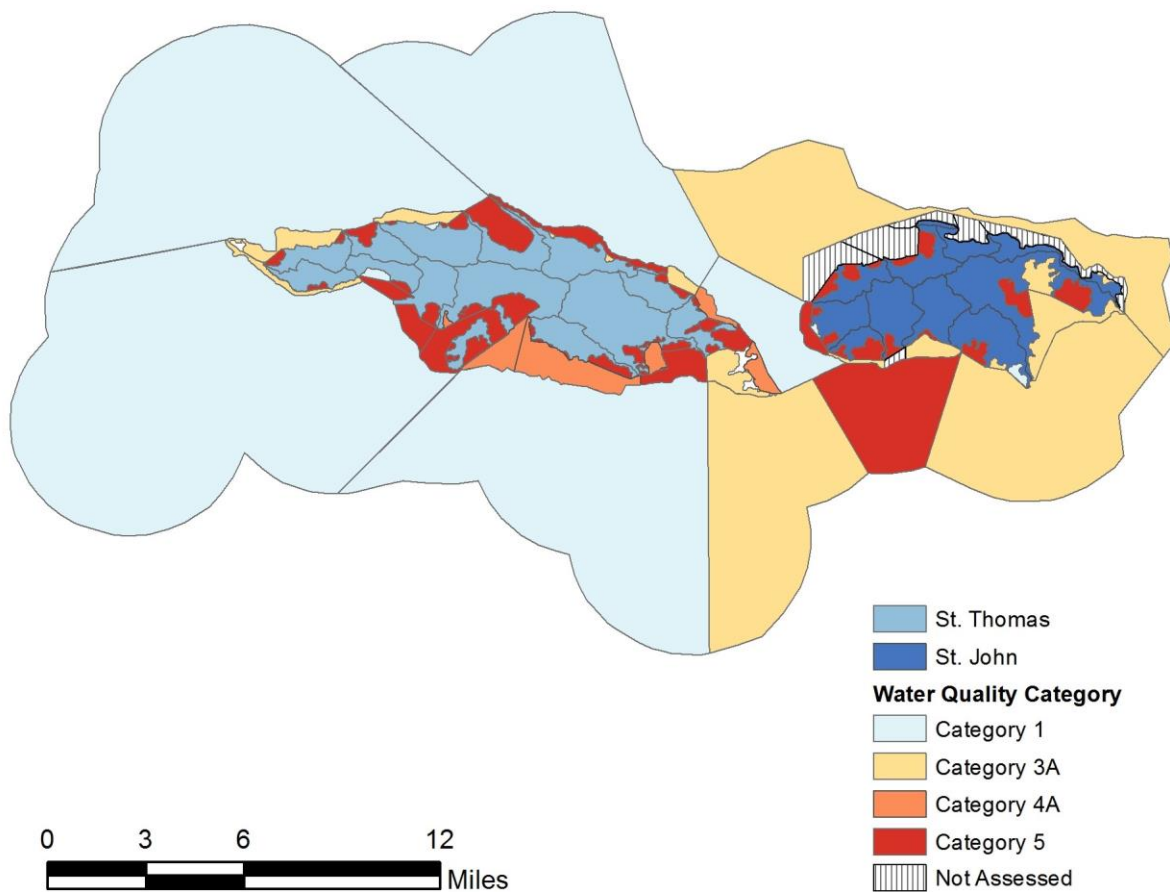 St. Thomas
St. John
Water Quality Category
Category 1
Category 3A
Category 4A
Category 5
Not Assessed
0 3 6 12
Miles